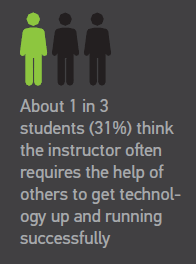 About 1 in 3
students (31%) think
the instructor often
requires the help of
others to get technol-
ogy up and running
successfully